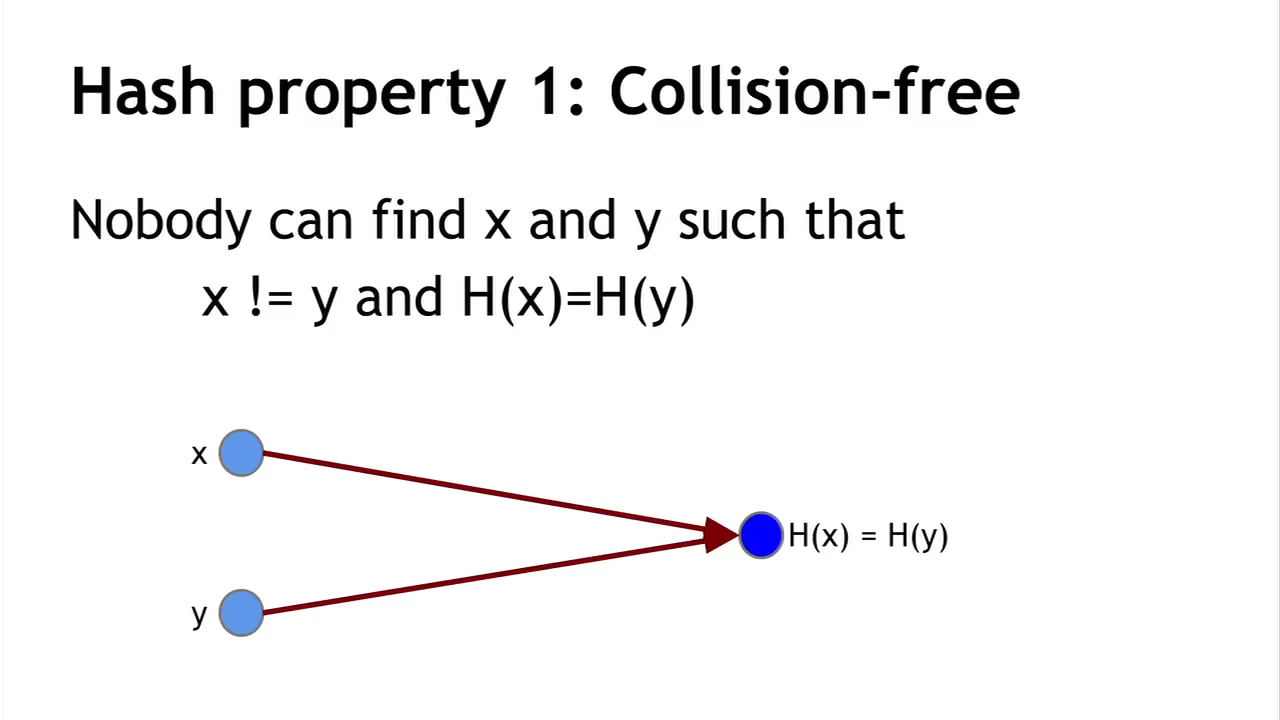 Hash property 1: Collision-free
Nobody can find x and y such that
x != y and H(x)=H(y)
x
H(x) = H(y)
y